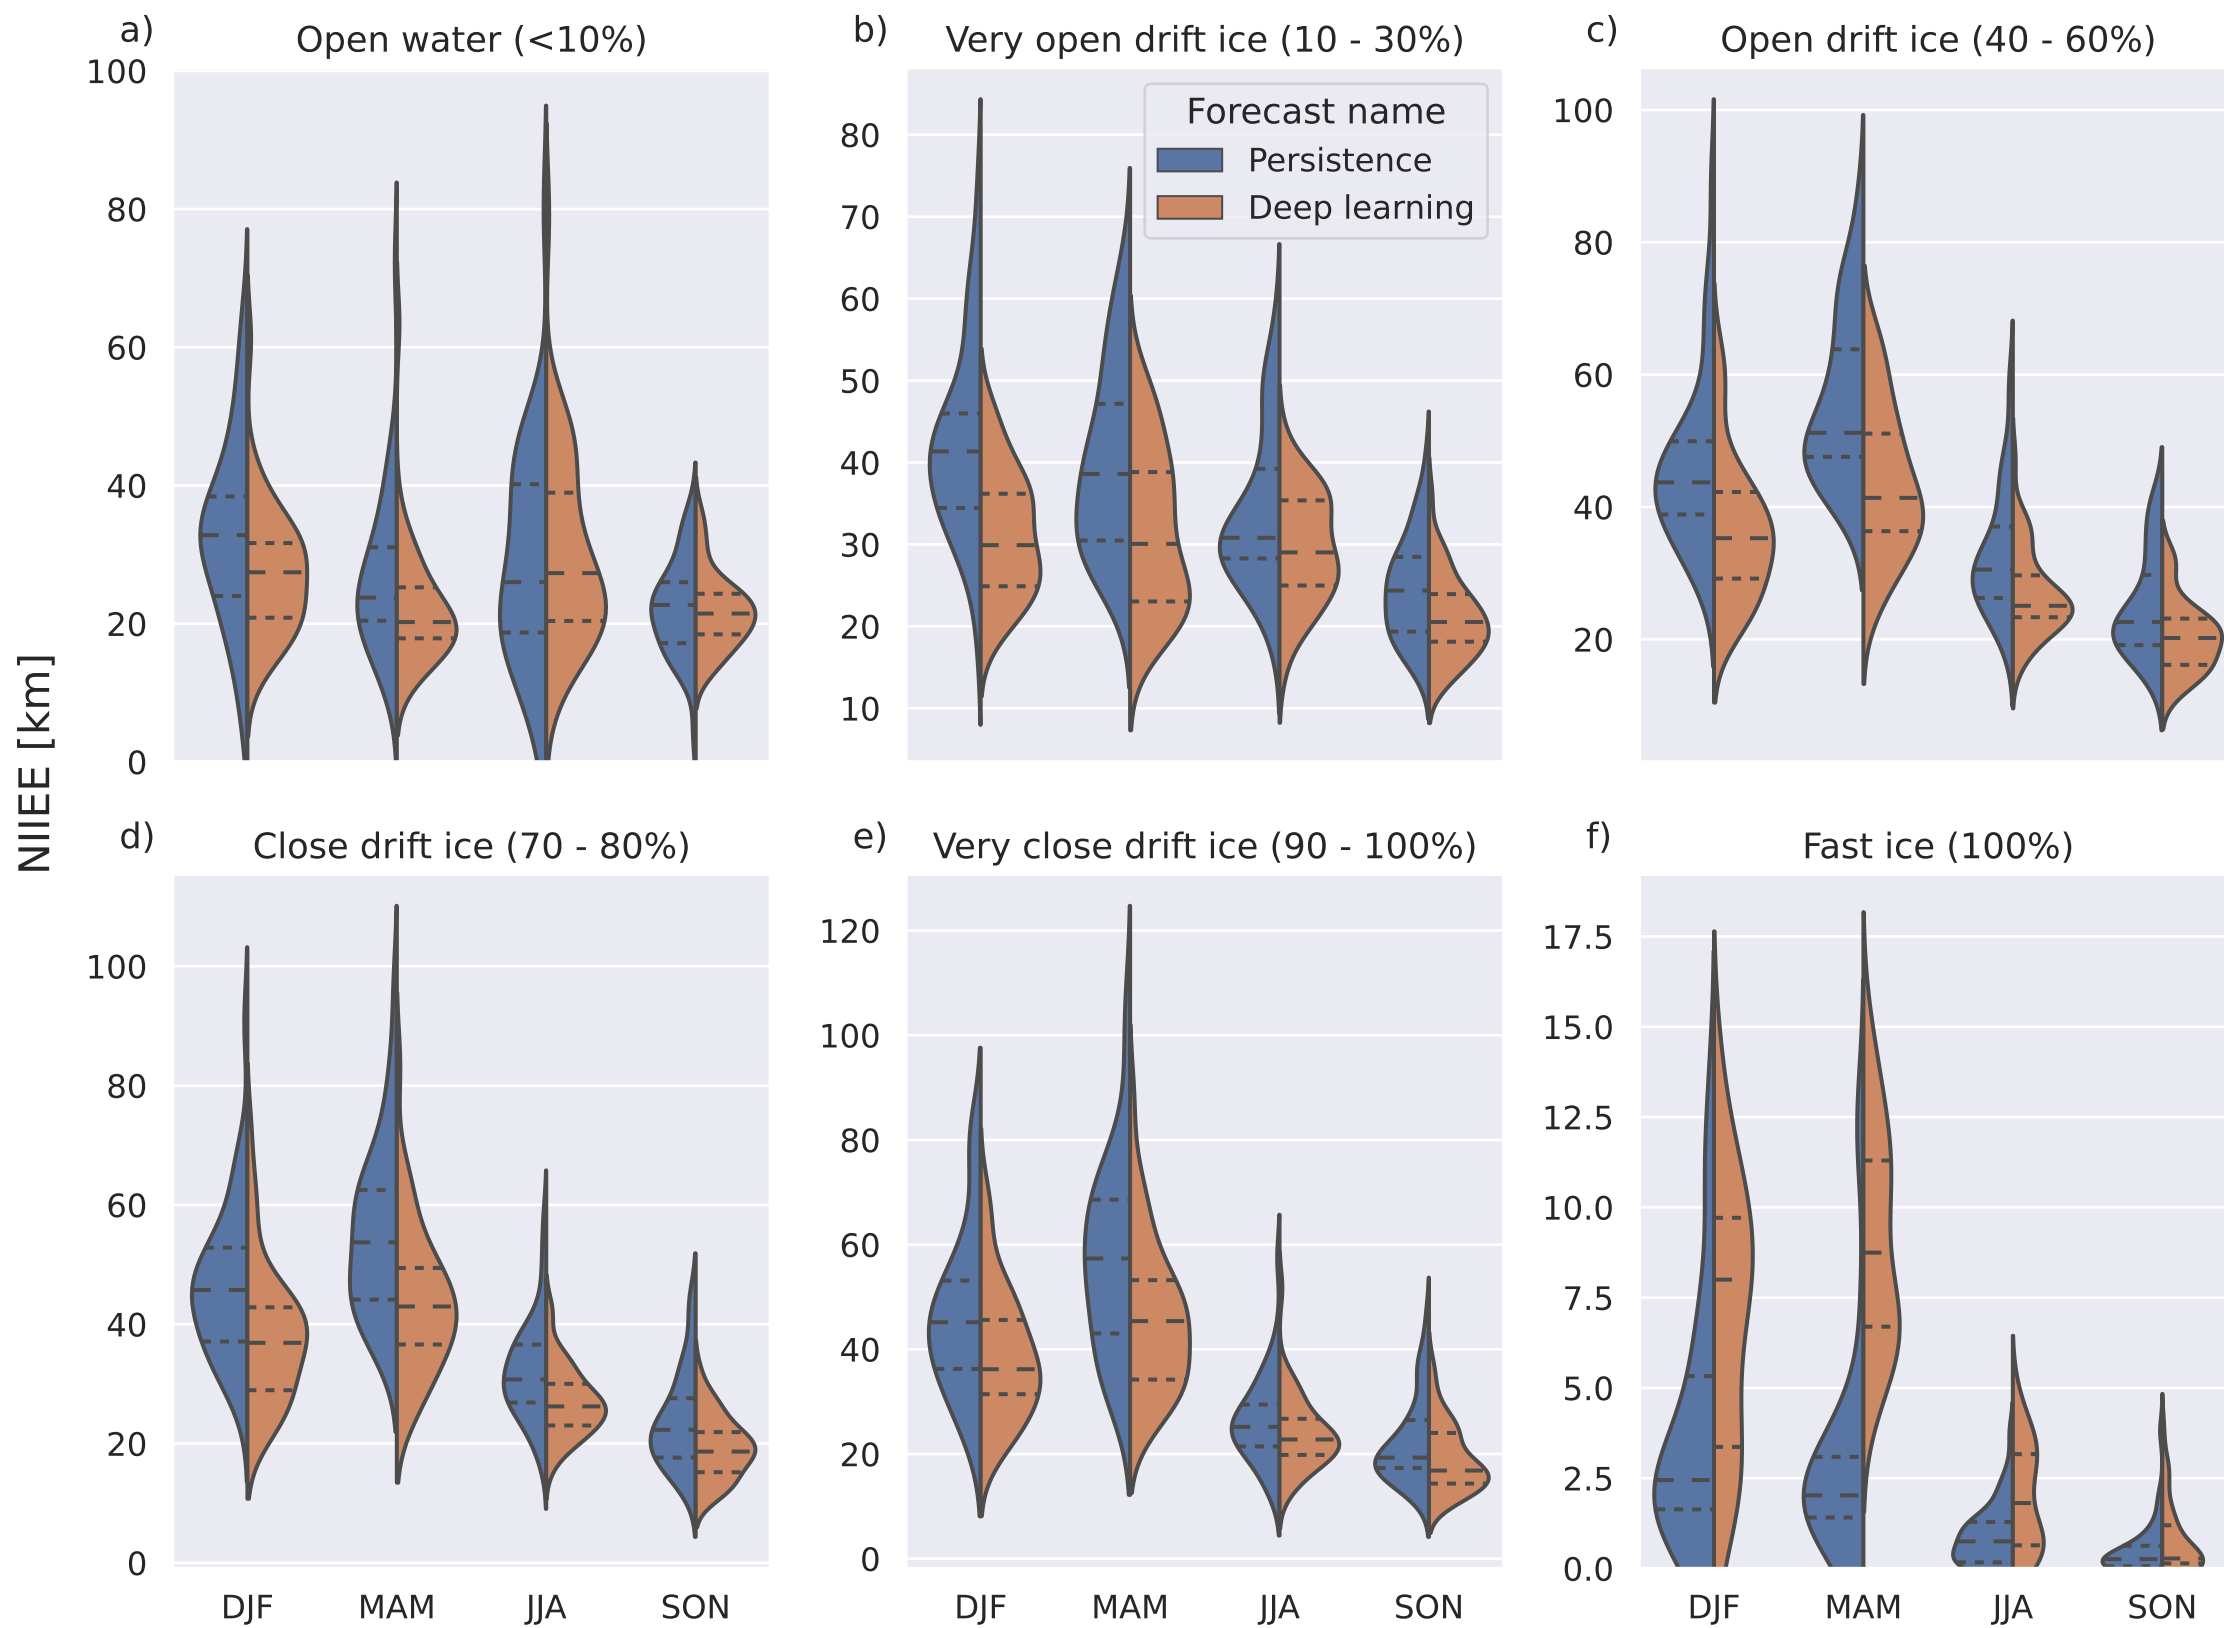 a)
Open water (<10%)
100
80
60
40
20
0
b)
Very open drift ice (10 - 30%)
80
70
60
50
40
30
20
10
Forecast name
Persistence
Deep learning
c)
Open drift ice (40 - 60%)
100
80
60
40
20
NIIEE [km]
d)
Close drift ice (70 - 80%)
100
80
60
40
20
0
DJF MAM JJA SON
e)
Very close drift ice (90 - 100%)
120
100
80
60
40
20
0
DJF MAM JJA SON
f)
Fast ice (100%)
17.5
15.0
12.5
10.0
7.5
5.0
2.5
0.0
DJF MAM JJA SON